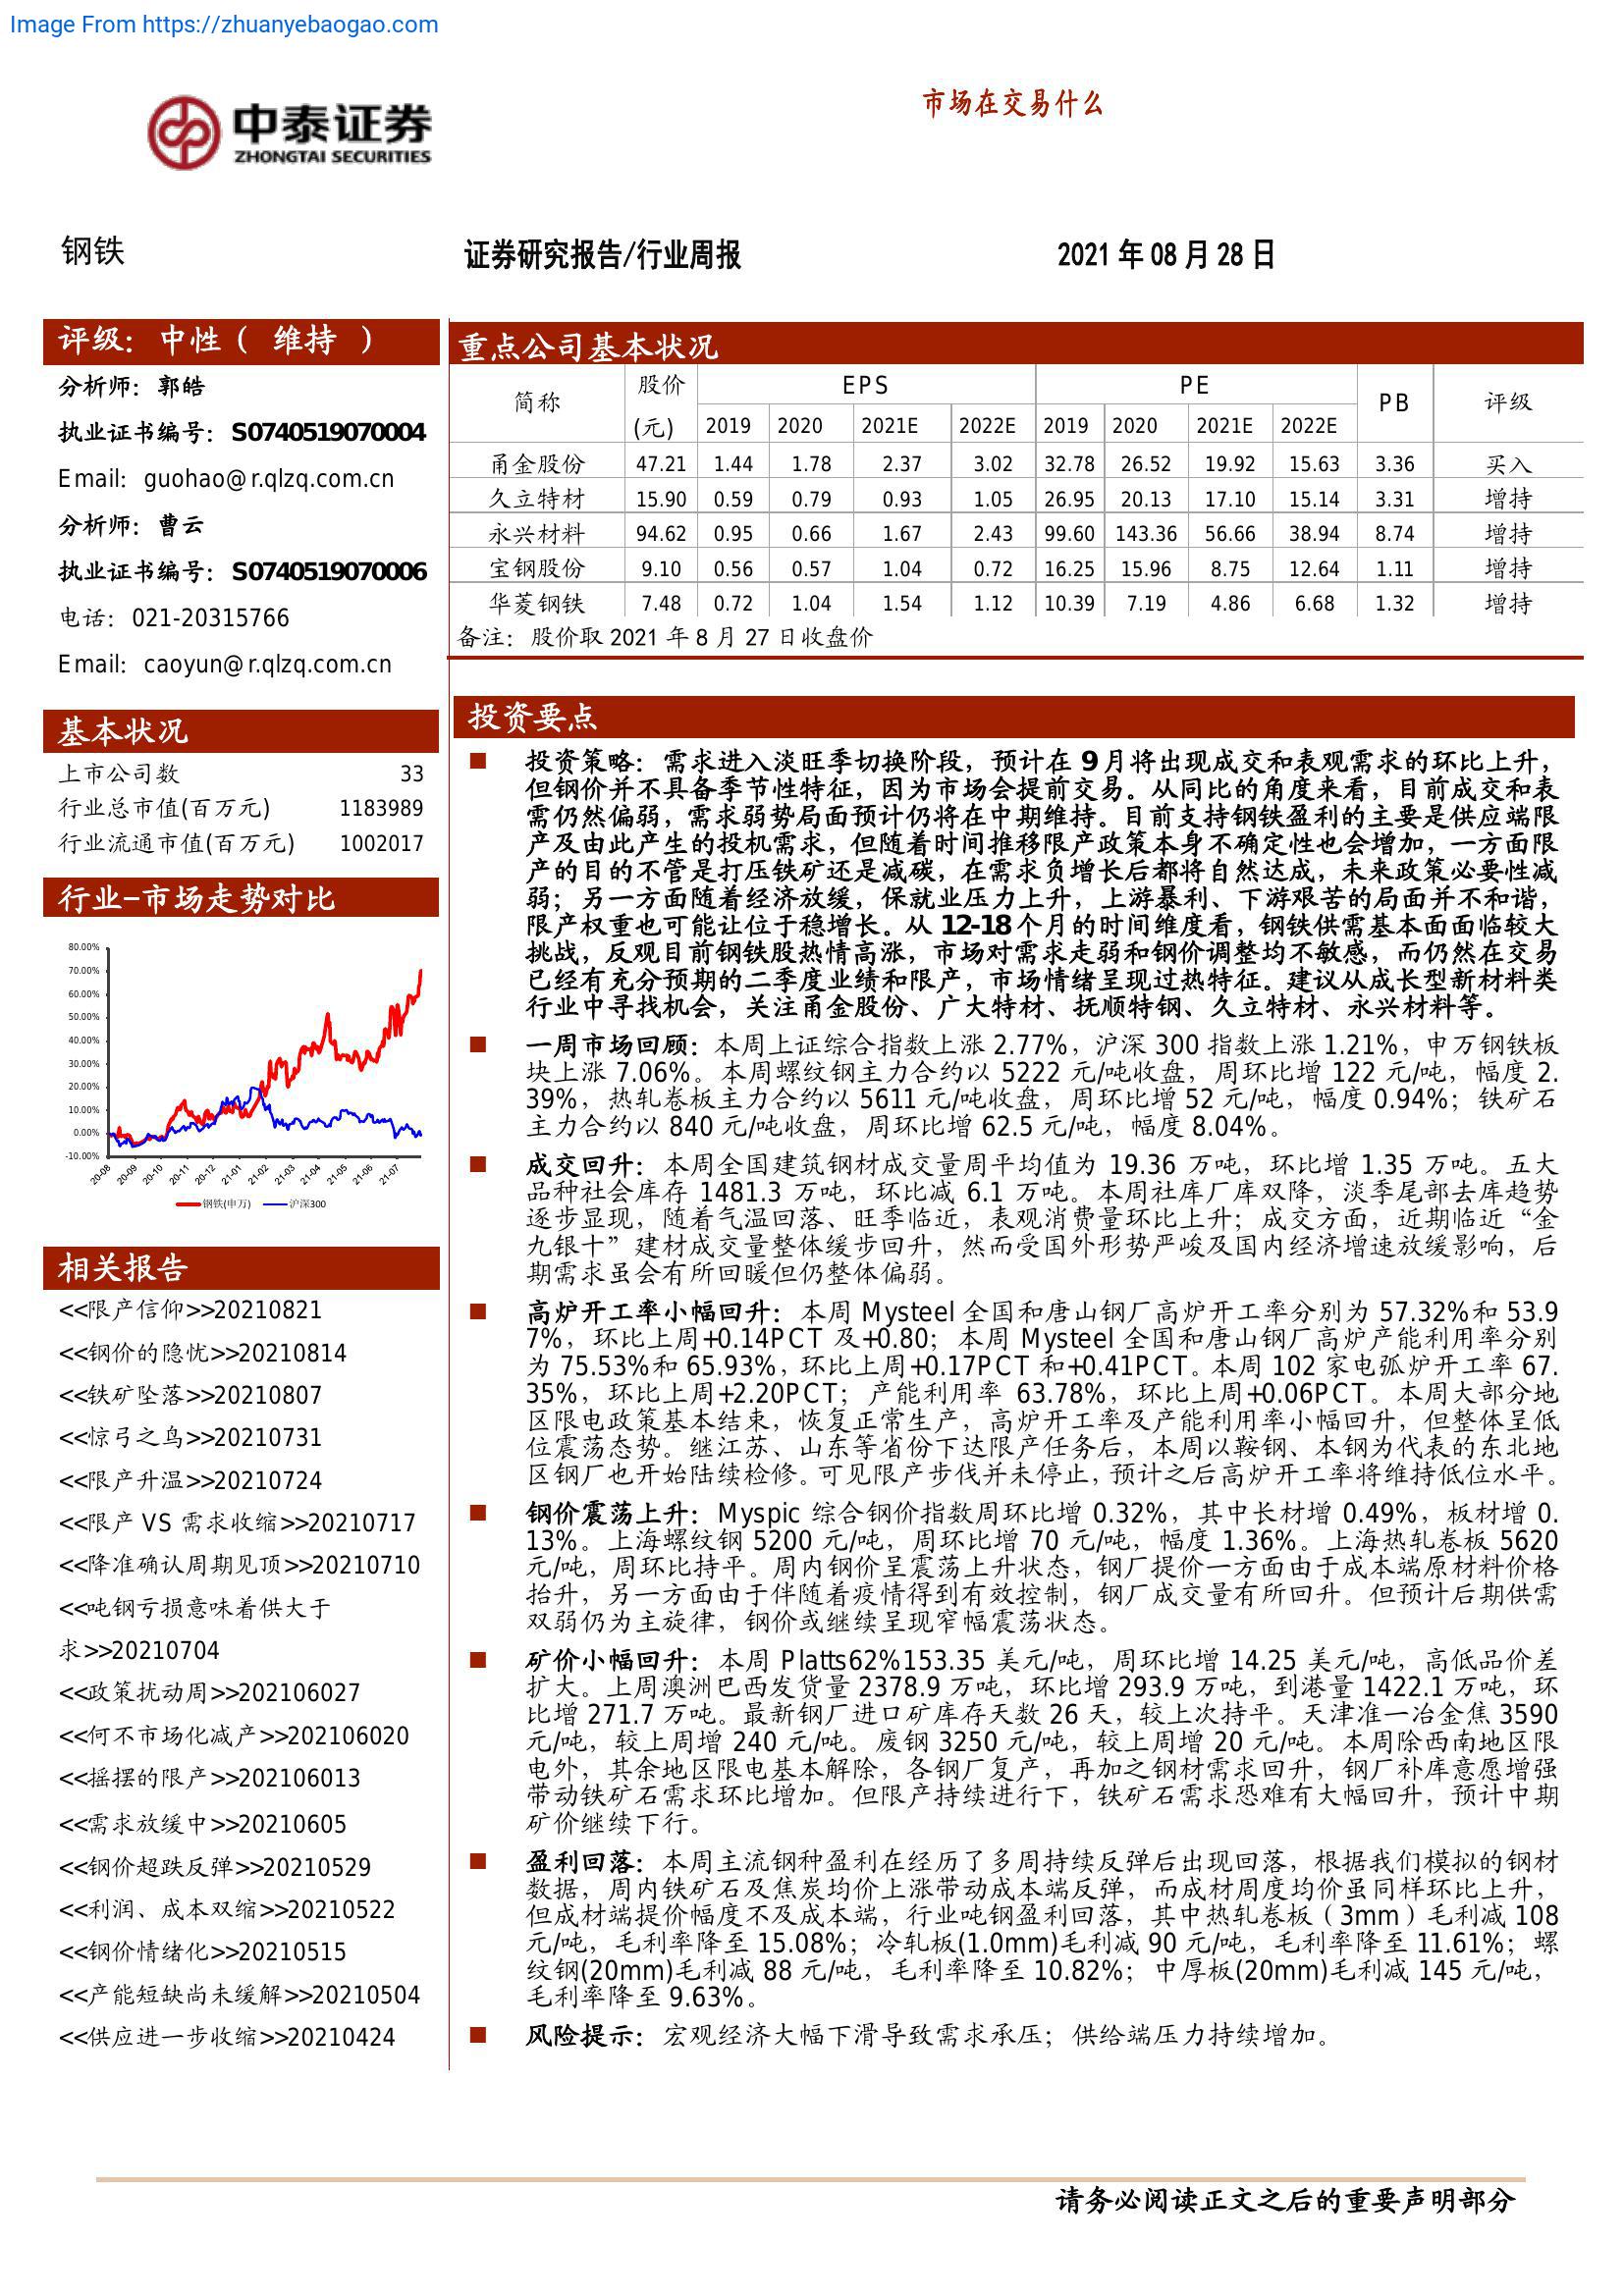 Image From https://zhuanyebaogao.com
中泰证券
ZHONGTAI SECURITIES
市场在交易什么
钢铁
证券研究报告/行业周报
2021 年 08 月 28 日
评级：中性（ 维持 ）
分析师：郭皓
执业证书编号：S0740519070004
Email：guohao@r.qlzq.com.cn
分析师：曹云
执业证书编号：S0740519070006
电话：021-20315766
Email：caoyun@r.qlzq.com.cn
基本状况
上市公司数 33
行业总市值(百万元) 1183989
行业流通市值(百万元) 1002017
行业-市场走势对比
80.00%
70.00%
60.00%
50.00%
40.00%
30.00%
20.00%
10.00%
0.00%
-10.00%
20-08 20-09 20-10 20-11 20-12 21-01 21-02 21-03 21-04 21-05 21-06 21-07
钢铁(申万) 沪深300
相关报告
<<限产信仰>>20210821
<<钢价的隐忧>>20210814
<<铁矿坠落>>20210807
<<惊弓之鸟>>20210731
<<限产升温>>20210724
<<限产 VS 需求收缩>>20210717
<<降准确认周期见顶>>20210710
<<吨钢亏损意味着供大于
求>>20210704
<<政策扰动周>>202106027
<<何不市场化减产>>202106020
<<摇摆的限产>>202106013
<<需求放缓中>>20210605
<<钢价超跌反弹>>20210529
<<利润、成本双缩>>20210522
<<钢价情绪化>>20210515
<<产能短缺尚未缓解>>20210504
<<供应进一步收缩>>20210424
重点公司基本状况
简称 股价 EPS PE PB 评级
(元) 2019 2020 2021E 2022E 2019 2020 2021E 2022E
甬金股份 47.21 1.44 1.78 2.37 3.02 32.78 26.52 19.92 15.63 3.36 买入
久立特材 15.90 0.59 0.79 0.93 1.05 26.95 20.13 17.10 15.14 3.31 增持
永兴材料 94.62 0.95 0.66 1.67 2.43 99.60 143.36 56.66 38.94 8.74 增持
宝钢股份 9.10 0.56 0.57 1.04 0.72 16.25 15.96 8.75 12.64 1.11 增持
华菱钢铁 7.48 0.72 1.04 1.54 1.12 10.39 7.19 4.86 6.68 1.32 增持
备注：股价取 2021 年 8 月 27 日收盘价
投资要点
投资策略：需求进入淡旺季切换阶段，预计在 9 月将出现成交和表观需求的环比上升，
但钢价并不具备季节性特征，因为市场会提前交易。从同比的角度来看，目前成交和表
需仍然偏弱，需求弱势局面预计仍将在中期维持。目前支持钢铁盈利的主要是供应端限
产及由此产生的投机需求，但随着时间推移限产政策本身不确定性也会增加，一方面限
产的目的不管是打压铁矿还是减碳，在需求负增长后都将自然达成，未来政策必要性减
弱；另一方面随着经济放缓，保就业压力上升，上游暴利、下游艰苦的局面并不和谐，
限产权重也可能让位于稳增长。从 12-18 个月的时间维度看，钢铁供需基本面面临较大
挑战，反观目前钢铁股热情高涨，市场对需求走弱和钢价调整均不敏感，而仍然在交易
已经有充分预期的二季度业绩和限产，市场情绪呈现过热特征。建议从成长型新材料类
行业中寻找机会，关注甬金股份、广大特材、抚顺特钢、久立特材、永兴材料等。
一周市场回顾：本周上证综合指数上涨 2.77%，沪深 300 指数上涨 1.21%，申万钢铁板
块上涨 7.06%。本周螺纹钢主力合约以 5222 元/吨收盘，周环比增 122 元/吨，幅度 2.
39%，热轧卷板主力合约以 5611 元/吨收盘，周环比增 52 元/吨，幅度 0.94%；铁矿石
主力合约以 840 元/吨收盘，周环比增 62.5 元/吨，幅度 8.04%。
成交回升：本周全国建筑钢材成交量周平均值为 19.36 万吨，环比增 1.35 万吨。五大
品种社会库存 1481.3 万吨，环比减 6.1 万吨。本周社库厂库双降，淡季尾部去库趋势
逐步显现，随着气温回落、旺季临近，表观消费量环比上升；成交方面，近期临近“金
九银十”建材成交量整体缓步回升，然而受国外形势严峻及国内经济增速放缓影响，后
期需求虽会有所回暖但仍整体偏弱。
高炉开工率小幅回升：本周 Mysteel 全国和唐山钢厂高炉开工率分别为 57.32%和 53.9
7%，环比上周+0.14PCT 及+0.80；本周 Mysteel 全国和唐山钢厂高炉产能利用率分别
为 75.53%和 65.93%，环比上周+0.17PCT 和+0.41PCT。本周 102 家电弧炉开工率 67.
35%，环比上周+2.20PCT；产能利用率 63.78%，环比上周+0.06PCT。本周大部分地
区限电政策基本结束，恢复正常生产，高炉开工率及产能利用率小幅回升，但整体呈低
位震荡态势。继江苏、山东等省份下达限产任务后，本周以鞍钢、本钢为代表的东北地
区钢厂也开始陆续检修。可见限产步伐并未停止，预计之后高炉开工率将维持低位水平。
钢价震荡上升：Myspic 综合钢价指数周环比增 0.32%，其中长材增 0.49%，板材增 0.
13%。上海螺纹钢 5200 元/吨，周环比增 70 元/吨，幅度 1.36%。上海热轧卷板 5620
元/吨，周环比持平。周内钢价呈震荡上升状态，钢厂提价一方面由于成本端原材料价格
抬升，另一方面由于伴随着疫情得到有效控制，钢厂成交量有所回升。但预计后期供需
双弱仍为主旋律，钢价或继续呈现窄幅震荡状态。
矿价小幅回升：本周 Platts62%153.35 美元/吨，周环比增 14.25 美元/吨，高低品价差
扩大。上周澳洲巴西发货量 2378.9 万吨，环比增 293.9 万吨，到港量 1422.1 万吨，环
比增 271.7 万吨。最新钢厂进口矿库存天数 26 天，较上次持平。天津准一冶金焦 3590
元/吨，较上周增 240 元/吨。废钢 3250 元/吨，较上周增 20 元/吨。本周除西南地区限
电外，其余地区限电基本解除，各钢厂复产，再加之钢材需求回升，钢厂补库意愿增强
带动铁矿石需求环比增加。但限产持续进行下，铁矿石需求恐难有大幅回升，预计中期
矿价继续下行。
盈利回落：本周主流钢种盈利在经历了多周持续反弹后出现回落，根据我们模拟的钢材
数据，周内铁矿石及焦炭均价上涨带动成本端反弹，而成材周度均价虽同样环比上升，
但成材端提价幅度不及成本端，行业吨钢盈利回落，其中热轧卷板（3mm）毛利减 108
元/吨，毛利率降至 15.08%；冷轧板(1.0mm)毛利减 90 元/吨，毛利率降至 11.61%；螺
纹钢(20mm)毛利减 88 元/吨，毛利率降至 10.82%；中厚板(20mm)毛利减 145 元/吨，
毛利率降至 9.63%。
风险提示：宏观经济大幅下滑导致需求承压；供给端压力持续增加。
请务必阅读正文之后的重要声明部分